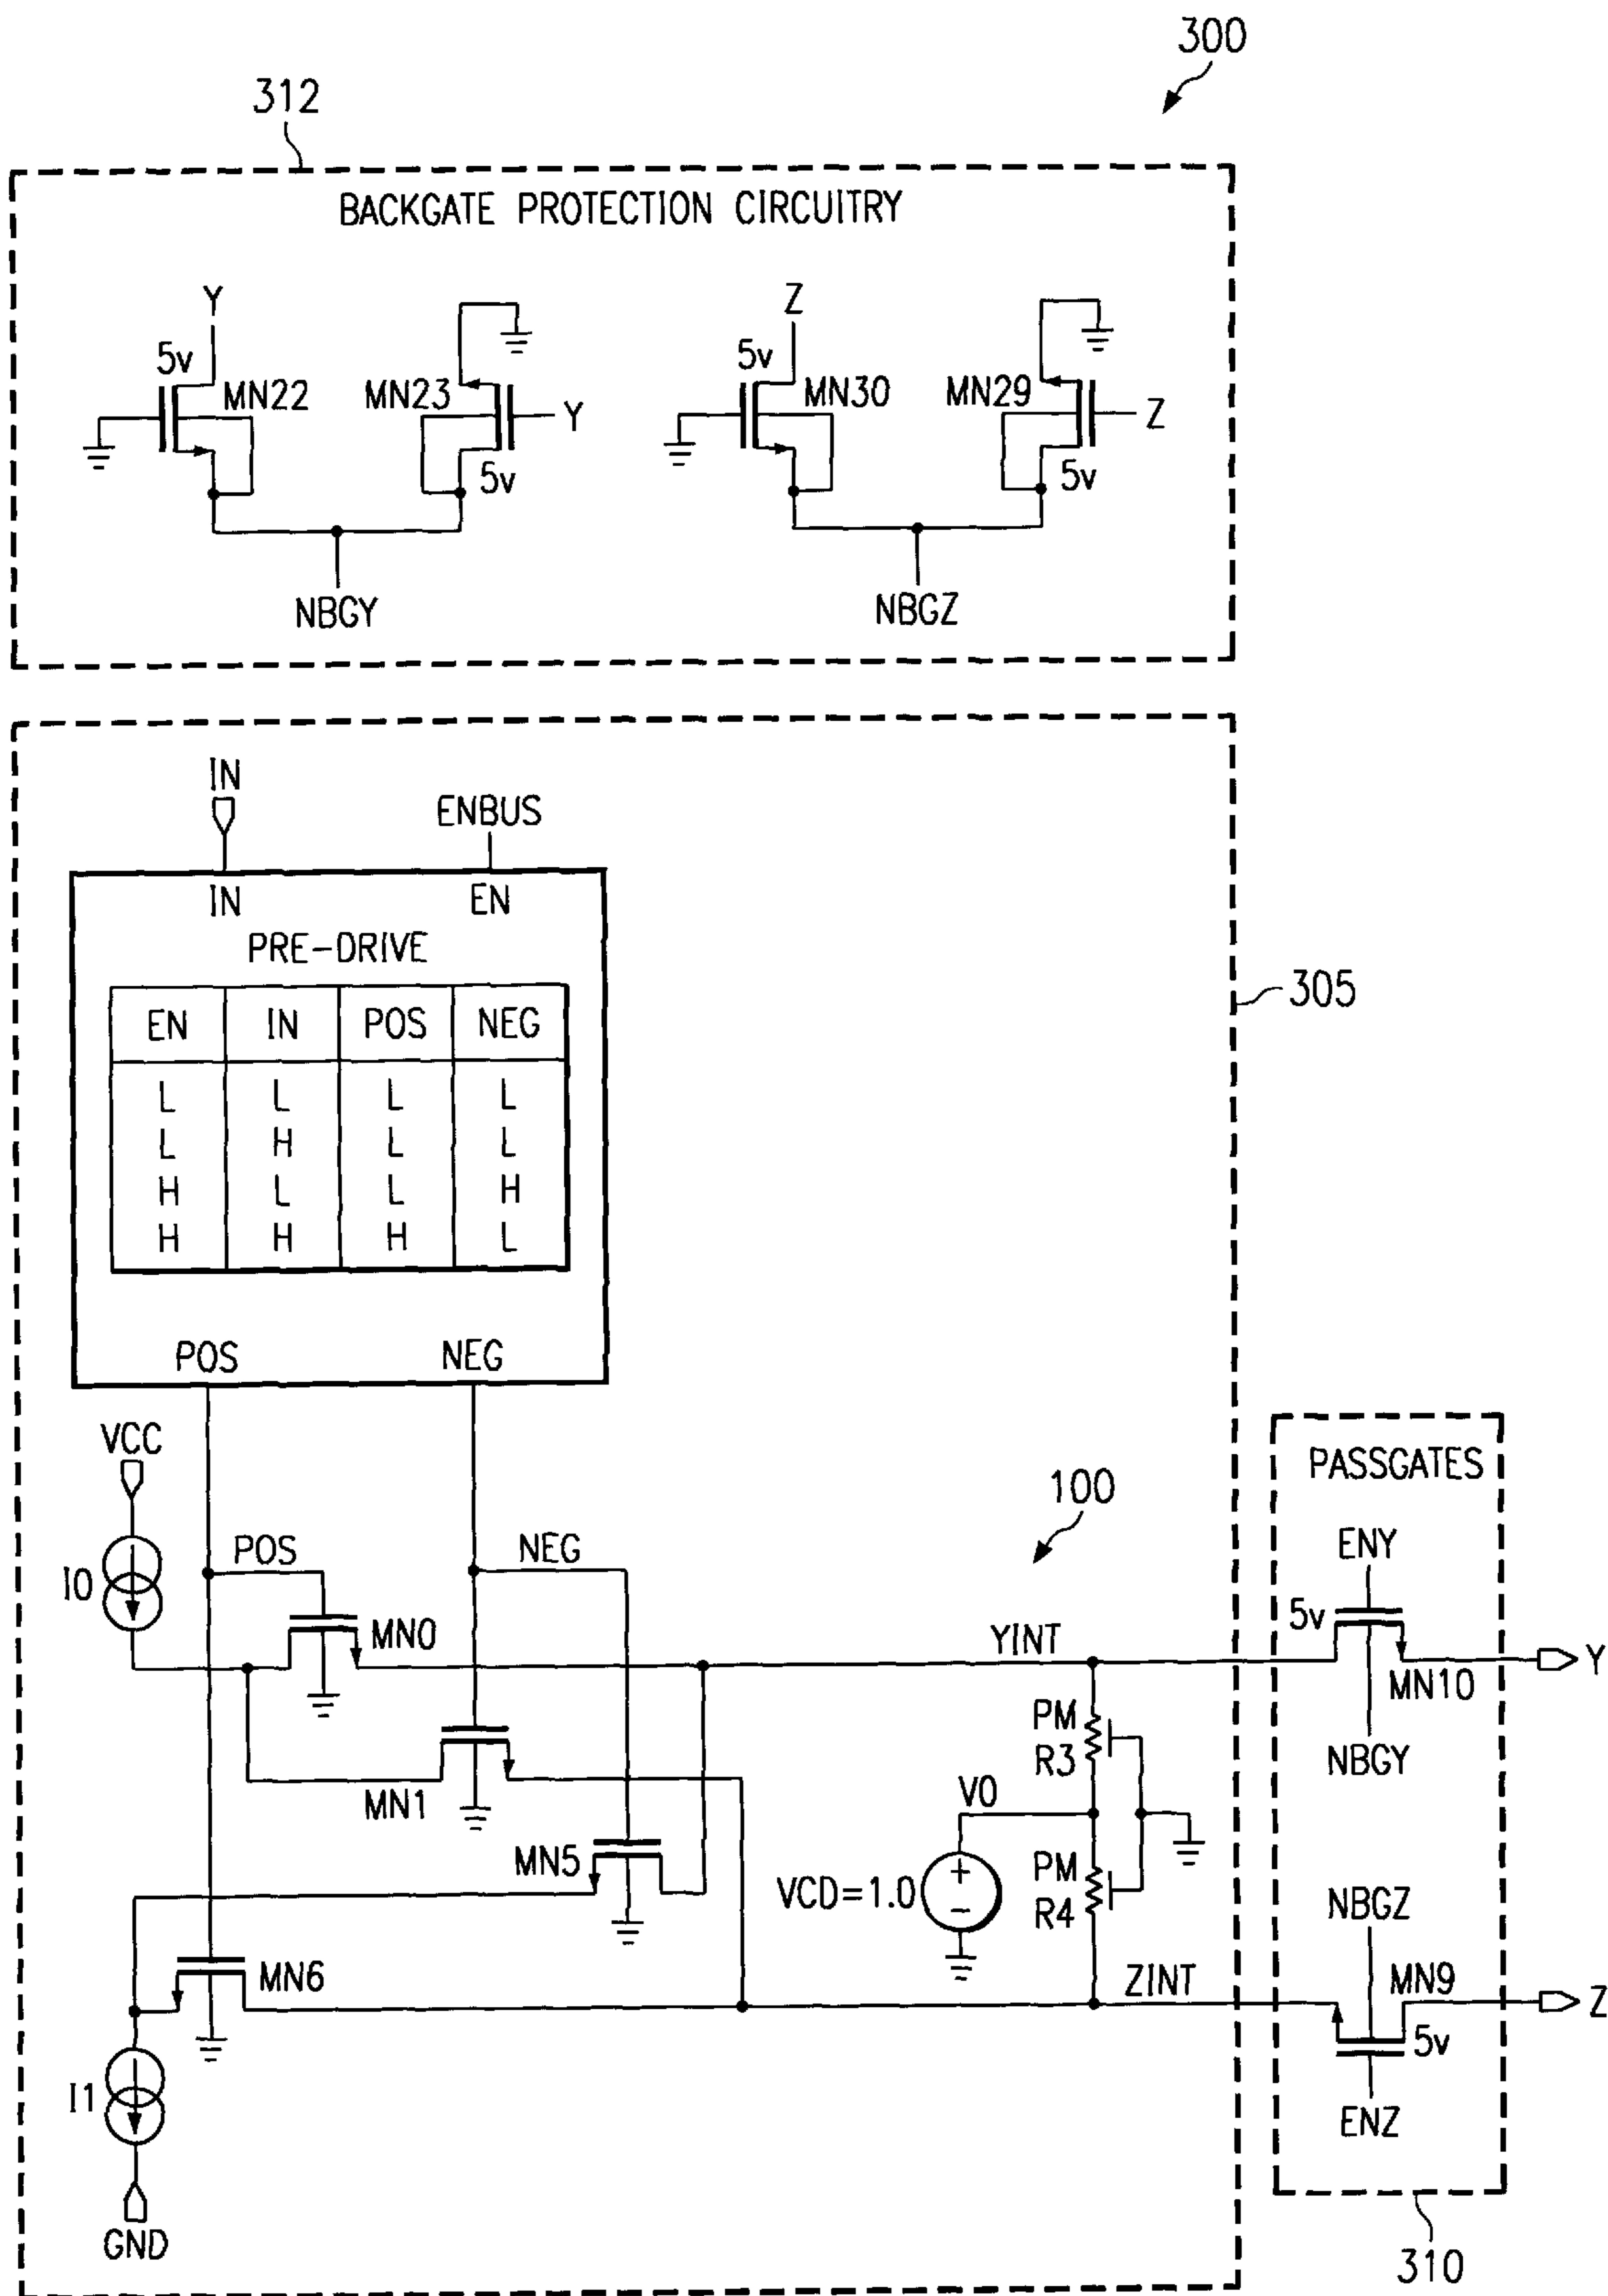 300
312
BACKGATE PROTECTION CIRCUITRY
Y
Z
5v
5v
MN22
MN23
MN30
MN29
Y
Z
5v
5v
NBGY
NBGZ
IN
ENBUS
IN
EN
PRE-DRIVE
305
EN IN POS NEG
L L L L
L H L L
H L L H
H H H L
POS
NEG
VCC
PASSGATES
100
POS
NEG
ENY
I0
5v
MN0
YINT
Y
MN10
PM
R3
NBGY
V0
MN1
MN5
VCD=1.0
+
-
PM
R4
NBGZ
MN6
ZINT
MN9
Z
5v
I1
ENZ
GND
310